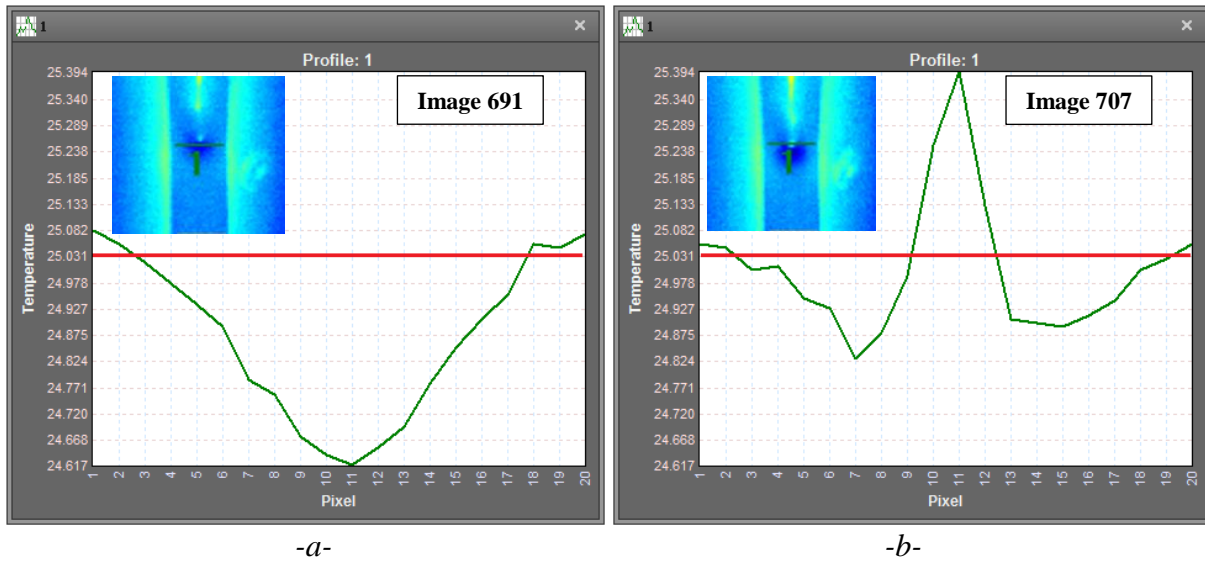 1 ×
Profile: 1
Image 691
Temperature
25.394
25.340
25.289
25.238
25.185
25.133
25.082
25.031
24.978
24.927
24.875
24.824
24.771
24.720
24.668
24.617
1 2 3 4 5 6 7 8 9 10 11 12 13 14 15 16 17 18 19 20
Pixel
-a-
1 ×
Profile: 1
Image 707
Temperature
25.394
25.340
25.289
25.238
25.185
25.133
25.082
25.031
24.978
24.927
24.875
24.824
24.771
24.720
24.668
24.617
1 2 3 4 5 6 7 8 9 10 11 12 13 14 15 16 17 18 19 20
Pixel
-b-